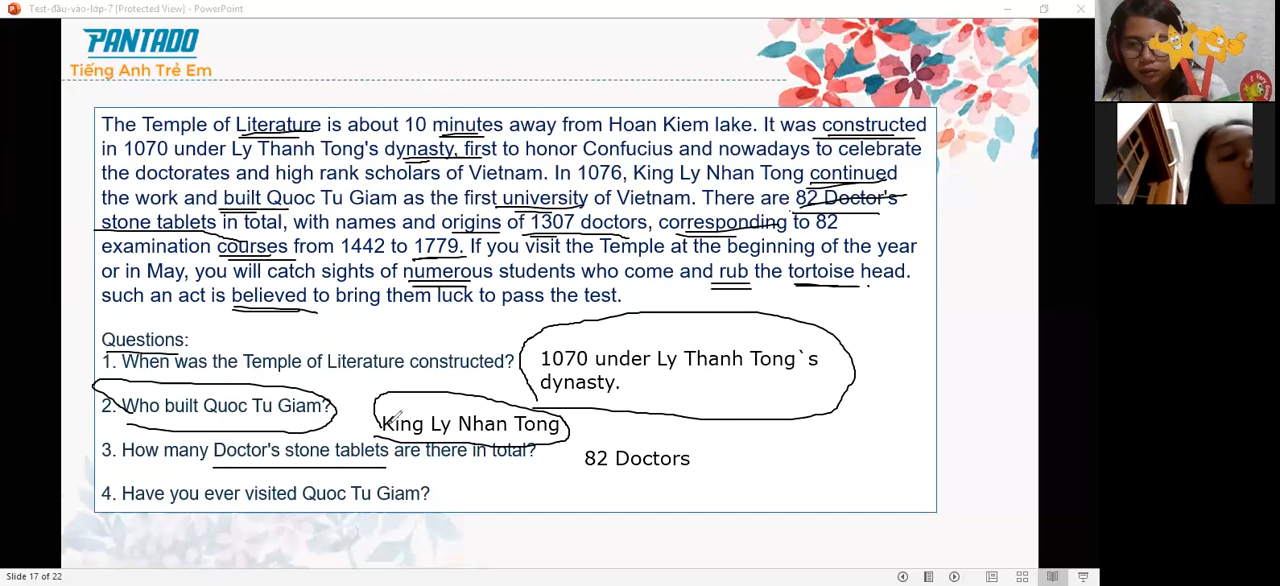 Test-đầu-vào-lớp-7 [Protected View] - PowerPoint
PANTADO
Tiếng Anh Trẻ Em
The Temple of Literature is about 10 minutes away from Hoan Kiem lake. It was constructed
in 1070 under Ly Thanh Tong's dynasty, first to honor Confucius and nowadays to celebrate
the doctorates and high rank scholars of Vietnam. In 1076, King Ly Nhan Tong continued
the work and built Quoc Tu Giam as the first university of Vietnam. There are 82 Doctor's
stone tablets in total, with names and origins of 1307 doctors, corresponding to 82
examination courses from 1442 to 1779. If you visit the Temple at the beginning of the year
or in May, you will catch sights of numerous students who come and rub the tortoise head.
such an act is believed to bring them luck to pass the test.
Questions:
1. When was the Temple of Literature constructed?
1070 under Ly Thanh Tong`s
dynasty.
2. Who built Quoc Tu Giam?
King Ly Nhan Tong
3. How many Doctor's stone tablets are there in total?
82 Doctors
4. Have you ever visited Quoc Tu Giam?
Slide 17 of 22